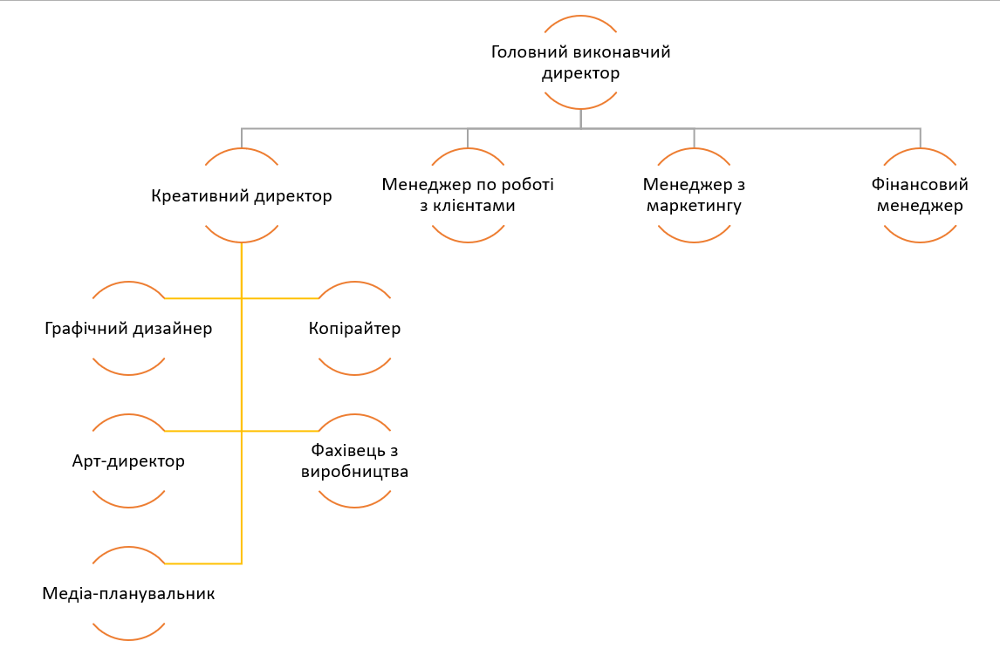 Головний виконавчий
директор
Креативний директор
Менеджер по роботі
з клієнтами
Менеджер з
маркетингу
Фінансовий
менеджер
Графічний дизайнер
Копірайтер
Арт-директор
Фахівець з
виробництва
Медіа-планувальник